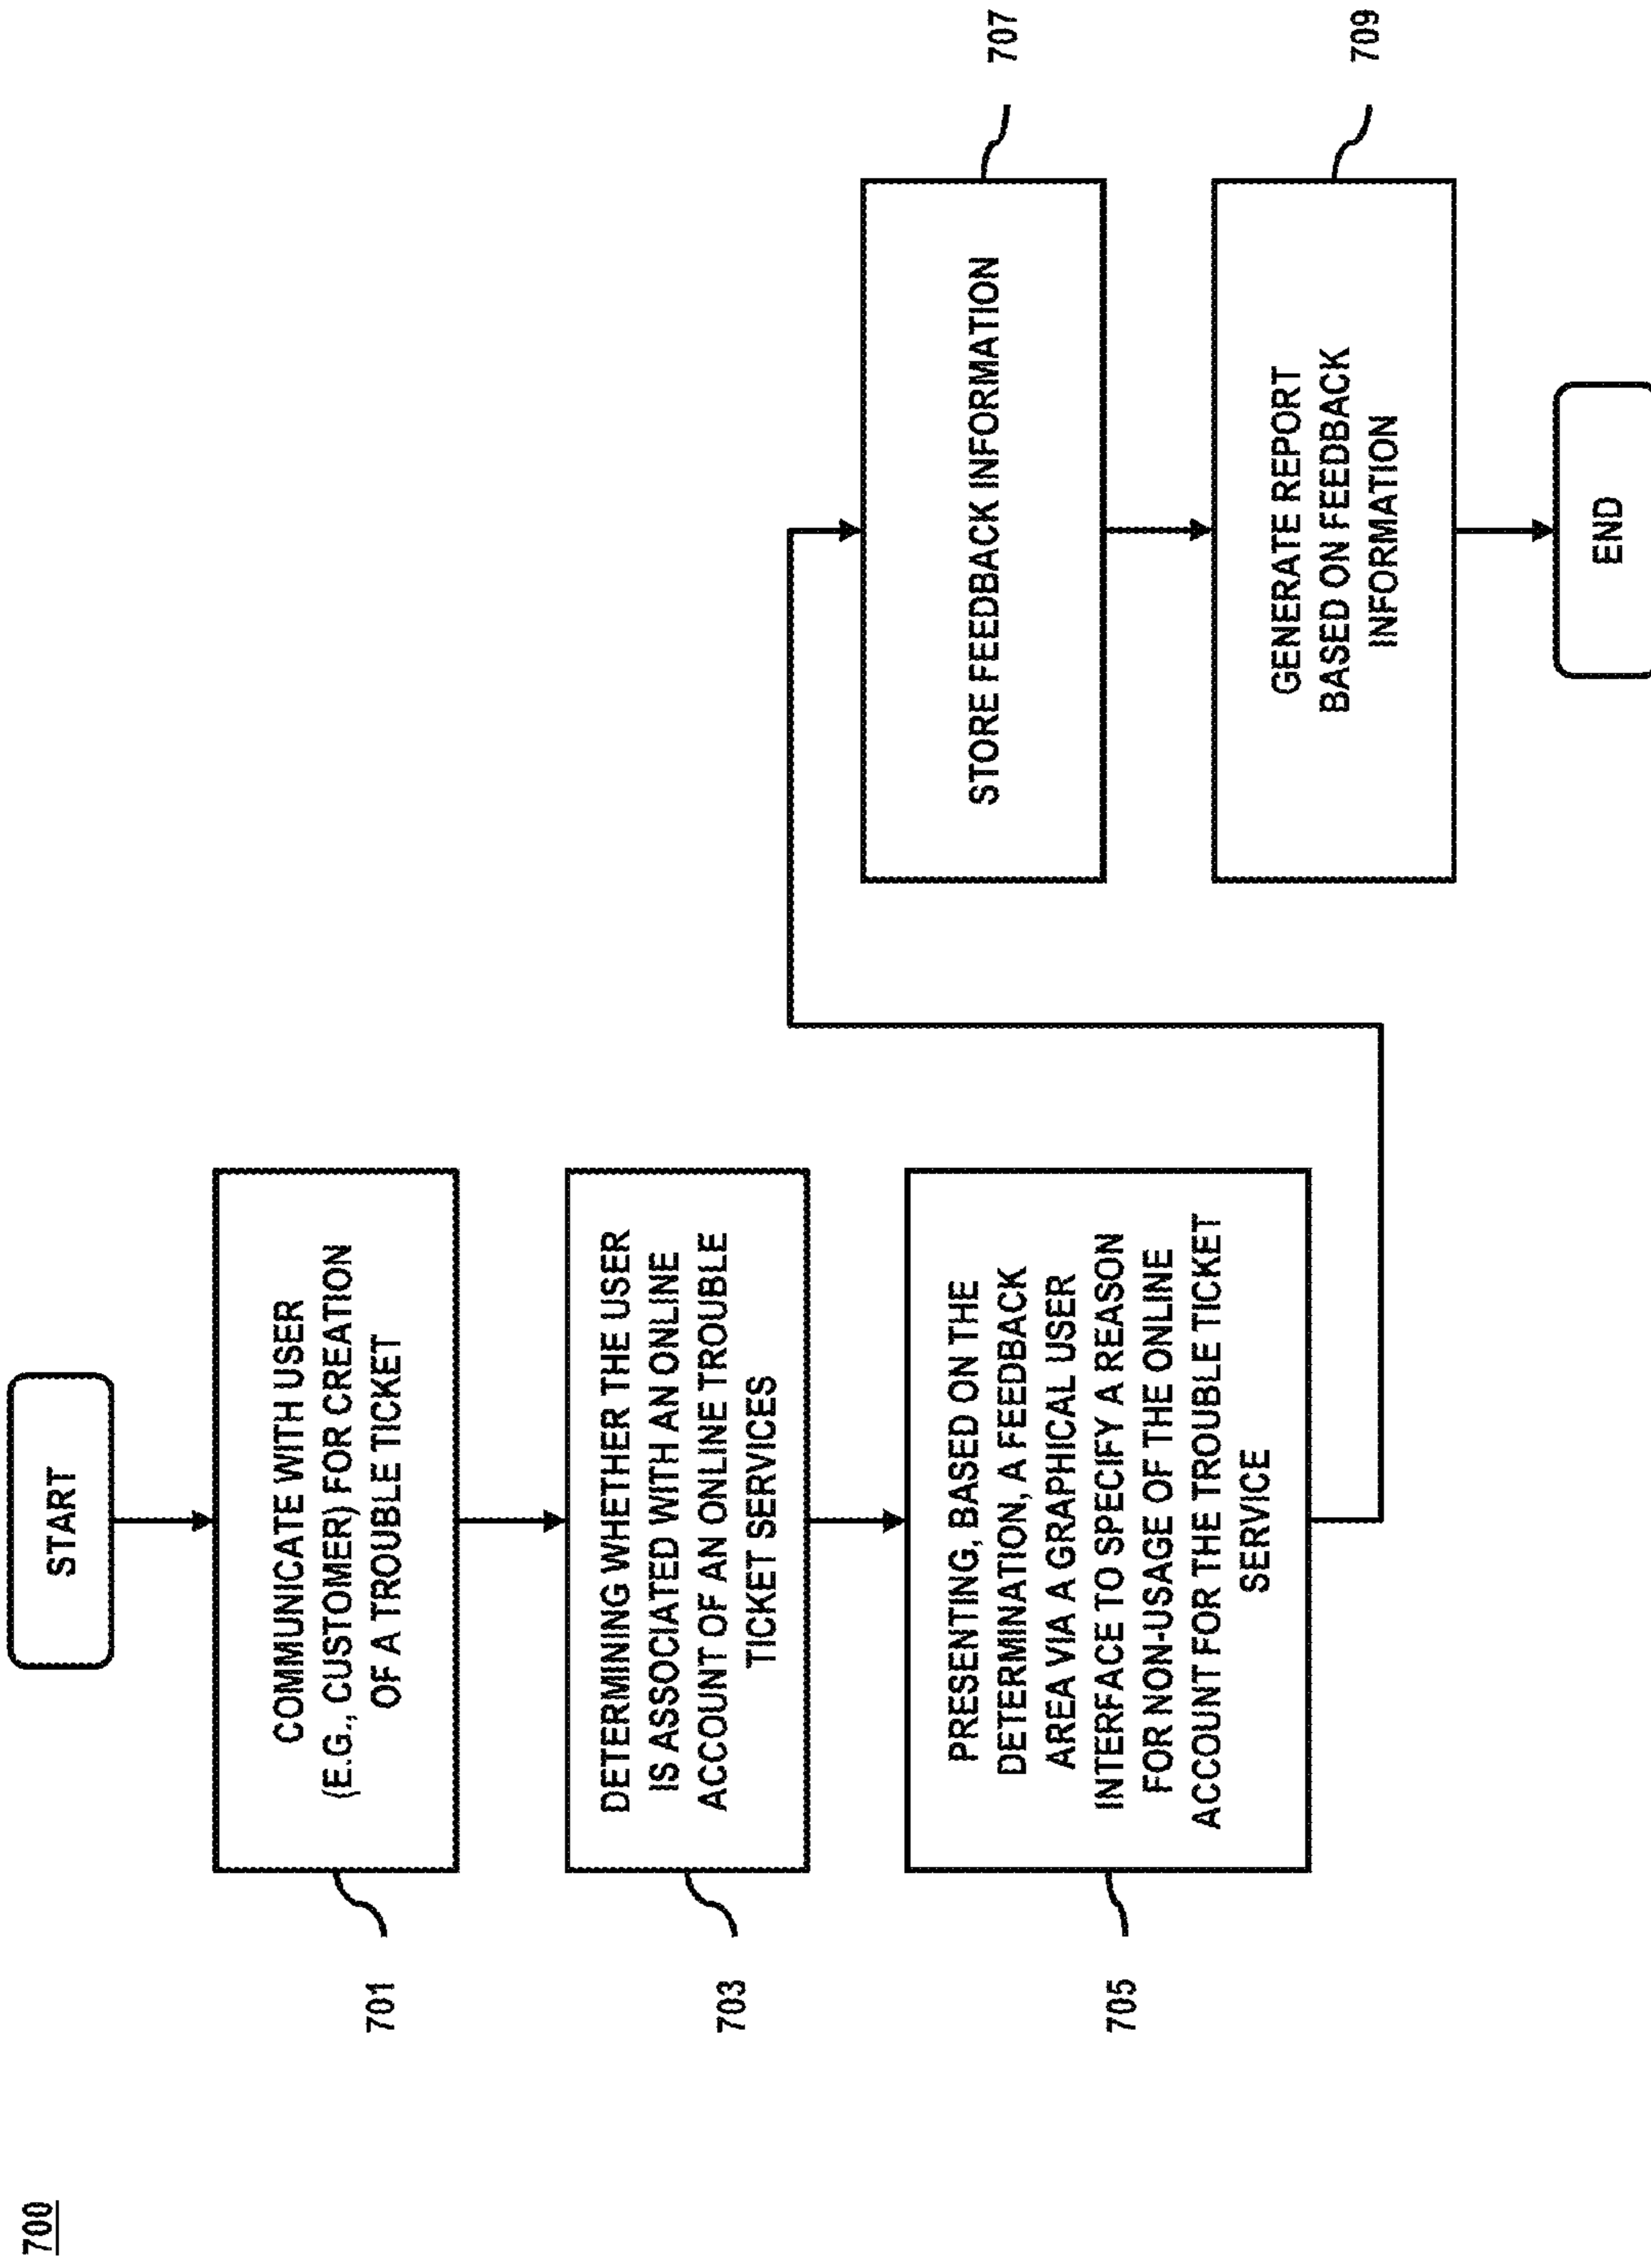 700
START
701
COMMUNICATE WITH USER
(E.G., CUSTOMER) FOR CREATION
OF A TROUBLE TICKET
703
DETERMINING WHETHER THE USER
IS ASSOCIATED WITH AN ONLINE
ACCOUNT OF AN ONLINE TROUBLE
TICKET SERVICES
705
PRESENTING, BASED ON THE
DETERMINATION, A FEEDBACK
AREA VIA A GRAPHICAL USER
INTERFACE TO SPECIFY A REASON
FOR NON-USAGE OF THE ONLINE
ACCOUNT FOR THE TROUBLE TICKET
SERVICE
STORE FEEDBACK INFORMATION
707
GENERATE REPORT
BASED ON FEEDBACK
INFORMATION
709
END